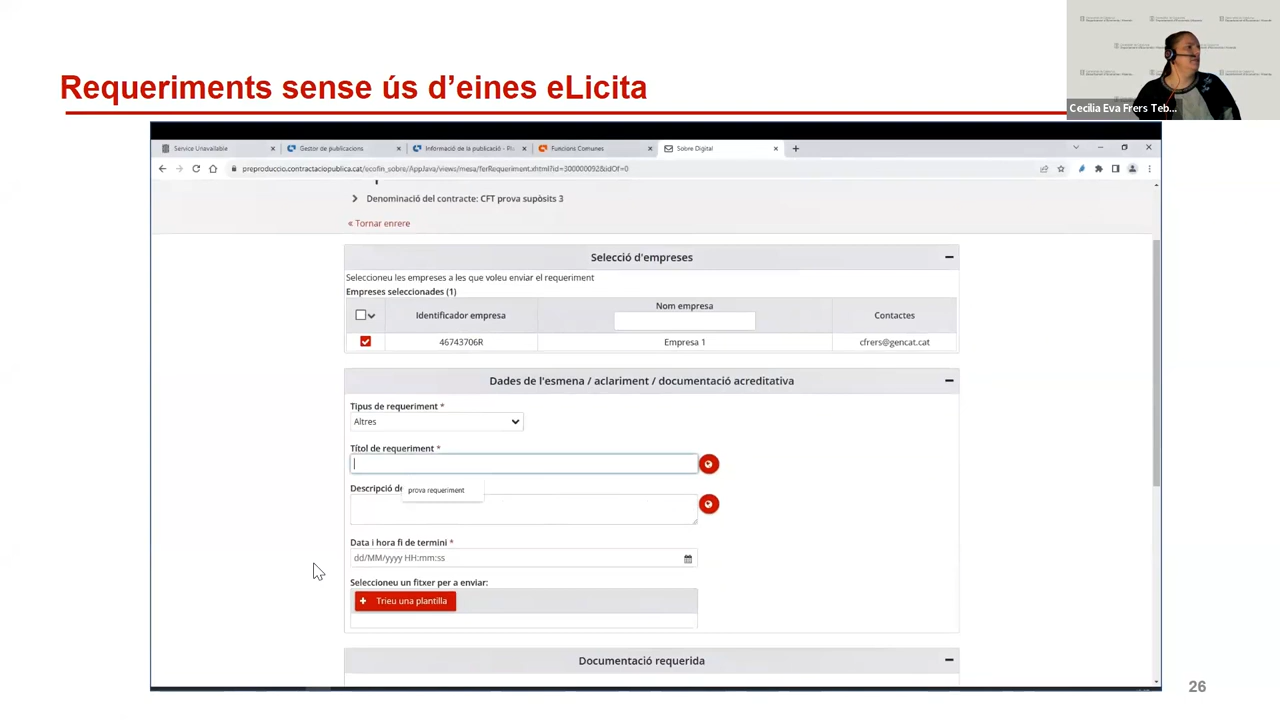 Requeriments sense ús d'eines eLicita
Cecilia Eva Frers Teb...
Service Unavailable
Gestor de publicacions
Informació de la publicació - Pla
Funcions Comunes
Sobre Digital
preproduccio.contractaciopublica.cat/ecofin_sobre/AppJava/views/mesa/ferRequeriment.xhtml?id=300000092&idOf=0
Denominació del contracte: CFT prova supòsits 3
« Tornar enrere
Selecció d'empreses
Seleccioneu les empreses a les que voleu enviar el requeriment
Empreses seleccionades (1)
Identificador empresa
Nom empresa
Contactes
46743706R
Empresa 1
cfrers@gencat.cat
Dades de l'esmena / aclariment / documentació acreditativa
Tipus de requeriment *
Altres
Títol de requeriment *
Descripció de
prova requeriment
Data i hora fi de termini *
dd/MM/yyyy HH:mm:ss
Seleccioneu un fitxer per a enviar:
+ Trieu una plantilla
Documentació requerida
26